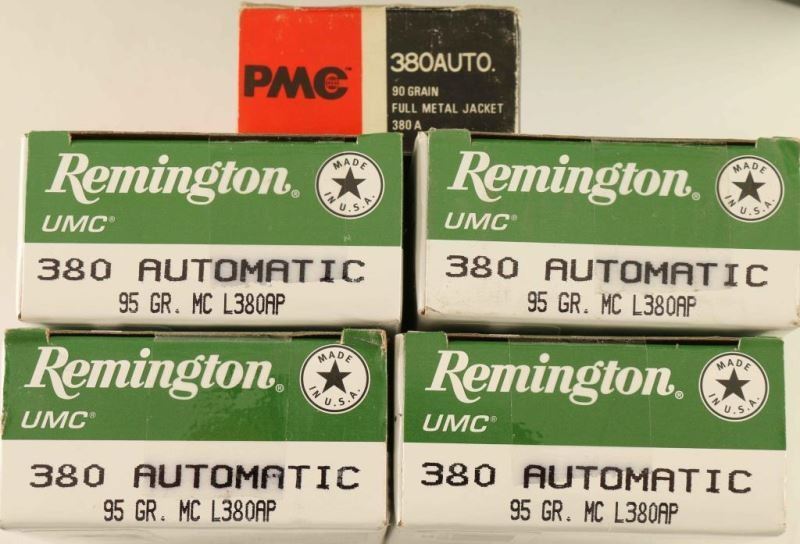 PMC™
380AUTO.
90 GRAIN
FULL METAL JACKET
380 A
Remington®
MADE IN U.S.A.
UMC®
380 AUTOMATIC
95 GR. MC L380AP
Remington®
MADE IN U.S.A.
UMC®
380 AUTOMATIC
95 GR. MC L380AP
Remington®
MADE IN U.S.A.
UMC®
380 AUTOMATIC
95 GR. MC L380AP
Remington®
MADE IN U.S.A.
UMC®
380 AUTOMATIC
95 GR. MC L380AP